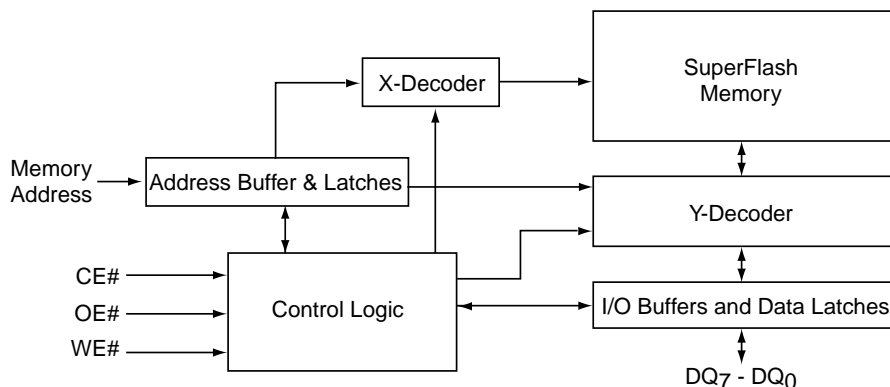 SuperFlash
Memory
X-Decoder
Memory
Address
Address Buffer & Latches
Y-Decoder
CE#
OE#
WE#
Control Logic
I/O Buffers and Data Latches
DQ7 - DQ0